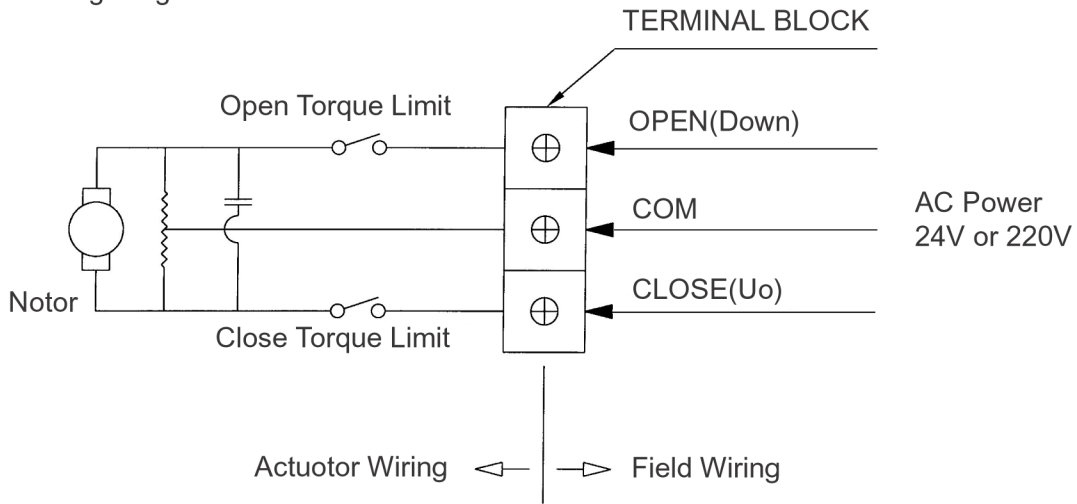 TERMINAL BLOCK
Open Torque Limit
OPEN(Down)
COM
AC Power
24V or 220V
CLOSE(Uo)
Notor
Close Torque Limit
Actuotor Wiring
Field Wiring